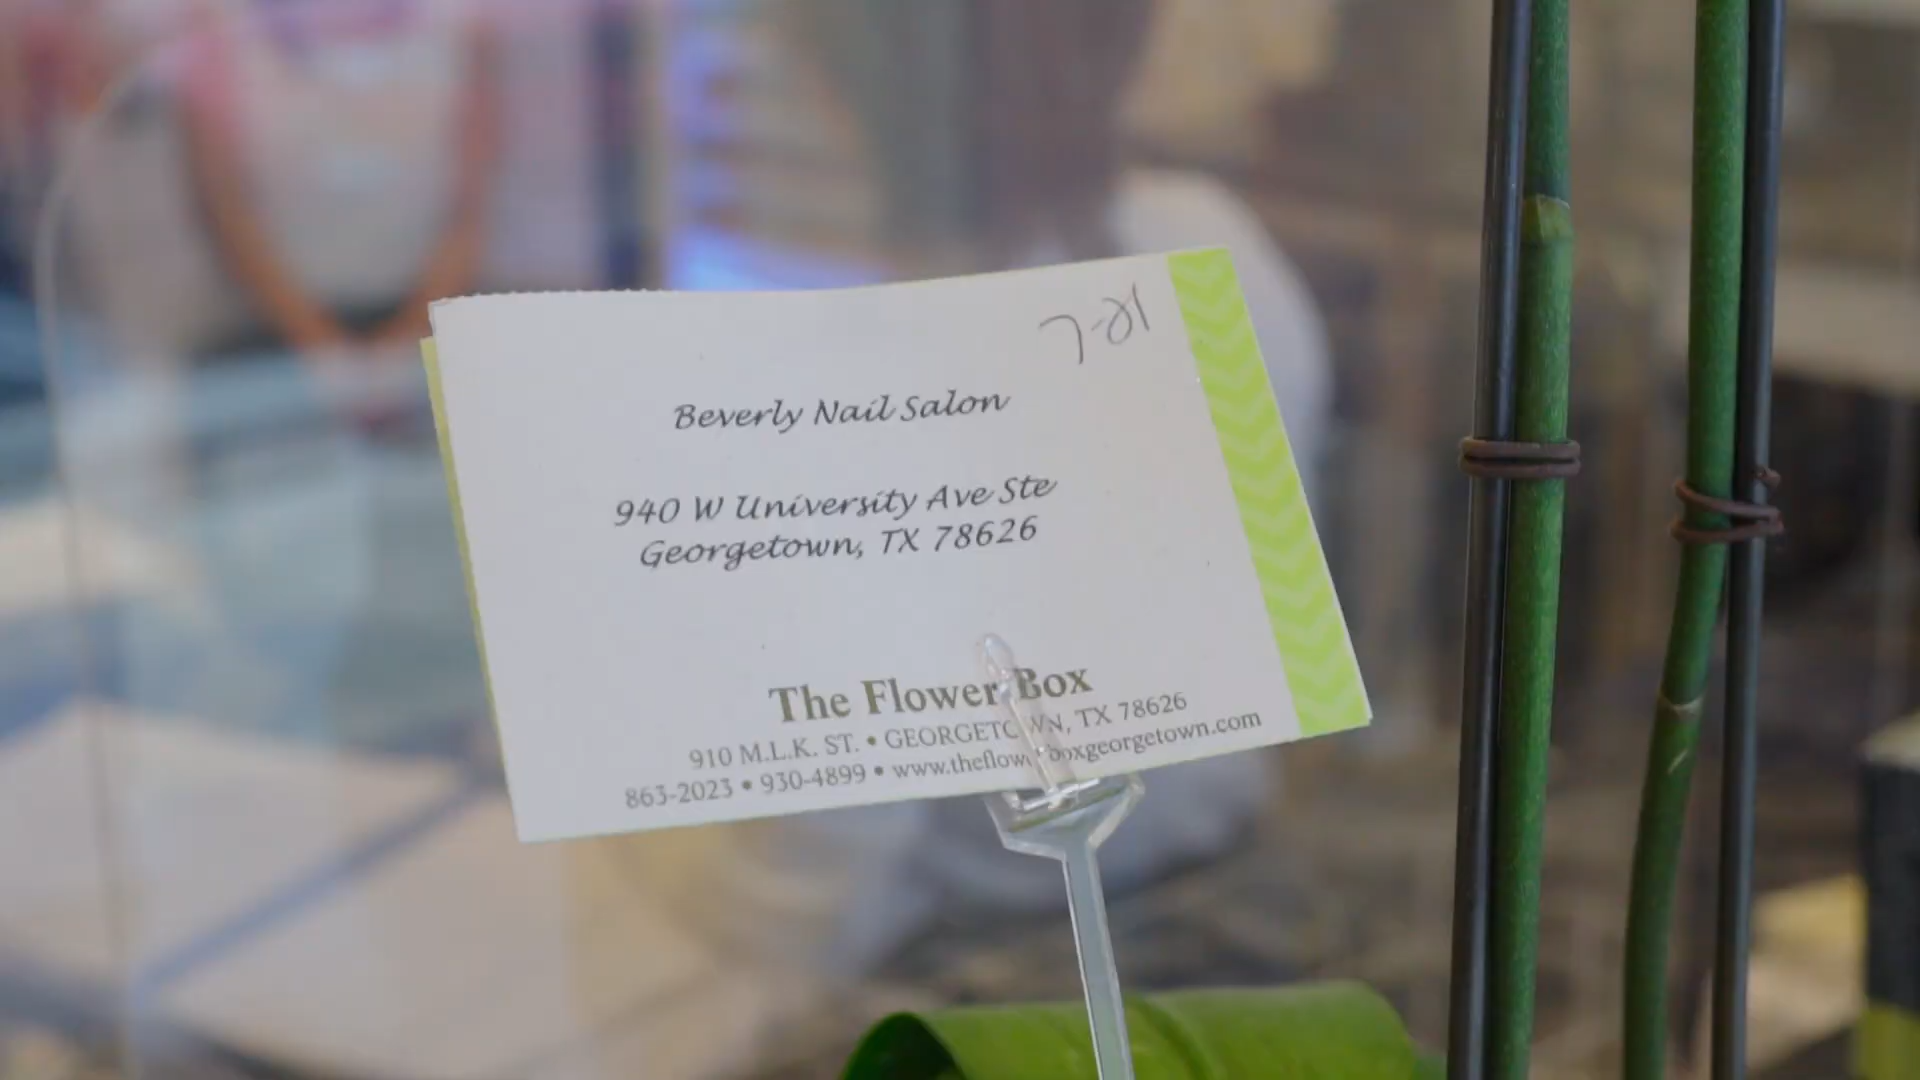 7-21
Beverly Nail Salon
940 W University Ave Ste
Georgetown, TX 78626
The Flower Box
910 M.L.K. ST. • GEORGETOWN, TX 78626
863-2023 • 930-4899 • www.theflowerboxgeorgetown.com